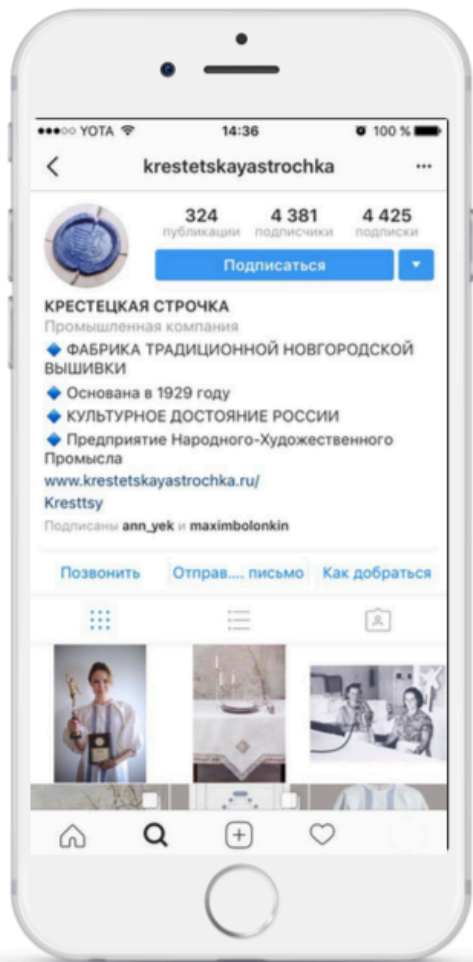 YOTA 14:36 100 %
krestetskayastrochka
324 4 381 4 425
публикации подписчики подписки
Подписаться
КРЕСТЕЦКАЯ СТРОЧКА
Промышленная компания
ФАБРИКА ТРАДИЦИОННОЙ НОВГОРОДСКОЙ
ВЫШИВКИ
Основана в 1929 году
КУЛЬТУРНОЕ ДОСТОЯНИЕ РОССИИ
Предприятие Народного-Художественного
Промысла
www.krestetskayastrochka.ru/
Kresttsy
Подписаны ann_yek и maximbolonkin
Позвонить Отправ.... письмо Как добраться